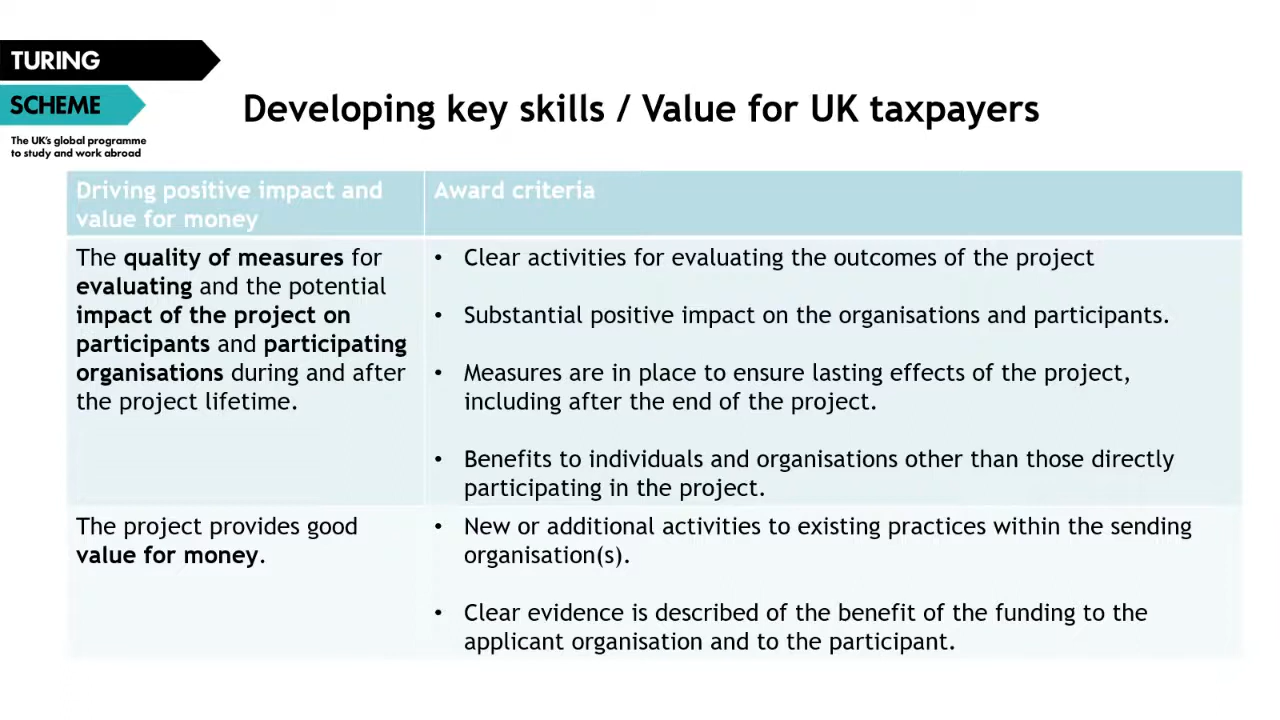 TURING
SCHEME
The UK's global programme
to study and work abroad
Developing key skills / Value for UK taxpayers
Driving positive impact and
value for money
Award criteria
The quality of measures for
evaluating and the potential
impact of the project on
participants and participating
organisations during and after
the project lifetime.
• Clear activities for evaluating the outcomes of the project
• Substantial positive impact on the organisations and participants.
• Measures are in place to ensure lasting effects of the project,
including after the end of the project.
• Benefits to individuals and organisations other than those directly
participating in the project.
The project provides good
value for money.
• New or additional activities to existing practices within the sending
organisation(s).
• Clear evidence is described of the benefit of the funding to the
applicant organisation and to the participant.